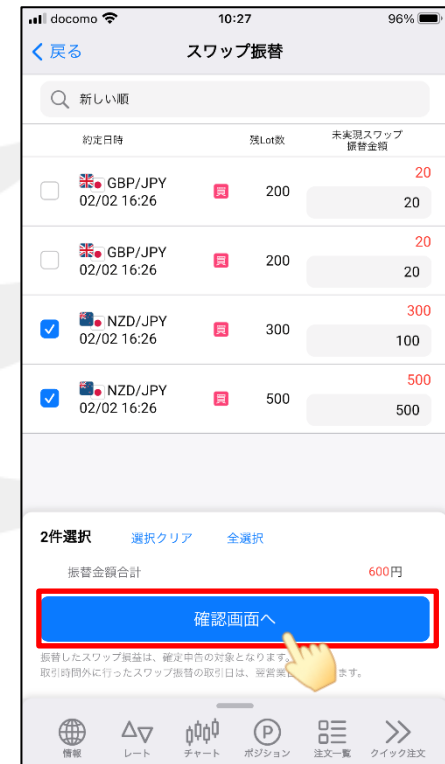 docomo 10:27 96%
戻る スワップ振替
新しい順
約定日時 残Lot数 未実現スワップ
振替金額
GBP/JPY 買 200 20
02/02 16:26 20
GBP/JPY 買 200 20
02/02 16:26 20
NZD/JPY 買 300 300
02/02 16:26 100
NZD/JPY 買 500 500
02/02 16:26 500
2件選択 選択クリア 全選択
振替金額合計 600円
確認画面へ
振替したスワップ損益は、確定申告の対象となります。
取引時間外に行ったスワップ振替の取引日は、翌営業 ます。
情報 レート チャート ポジション 注文一覧 クイック注文